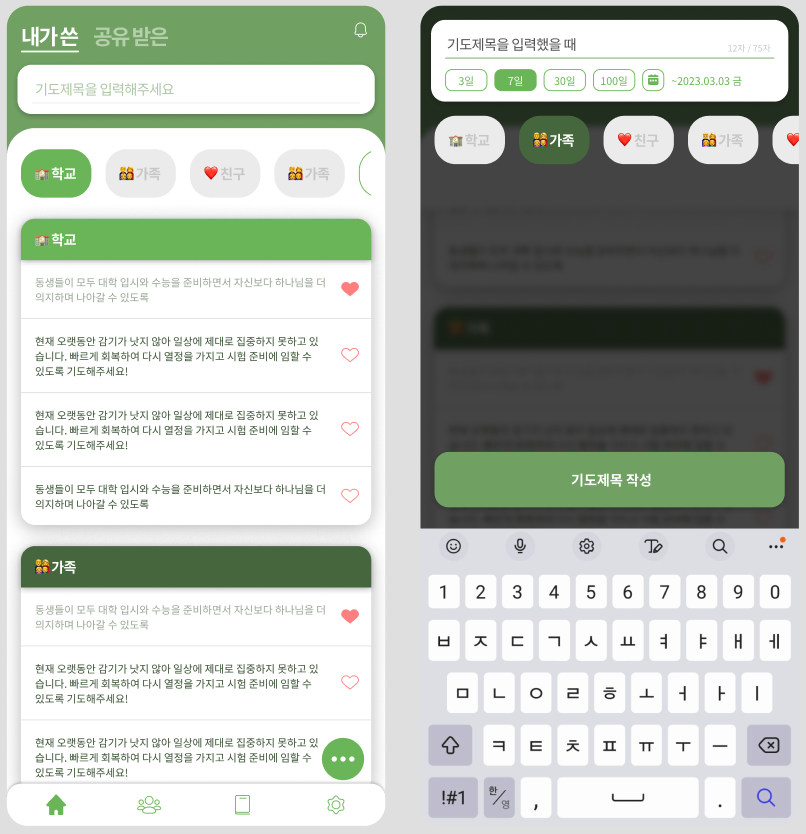 내가 쓴 공유 받은
기도제목을 입력해주세요
학교 가족 친구 가족
학교
동생들이 모두 대학 입시와 수능을 준비하면서 자신보다 하나님을 더
의지하며 나아갈 수 있도록
현재 오랫동안 감기가 낫지 않아 일상에 제대로 집중하지 못하고 있
습니다. 빠르게 회복하여 다시 열정을 가지고 시험 준비에 임할 수
있도록 기도해주세요!
현재 오랫동안 감기가 낫지 않아 일상에 제대로 집중하지 못하고 있
습니다. 빠르게 회복하여 다시 열정을 가지고 시험 준비에 임할 수
있도록 기도해주세요!
동생들이 모두 대학 입시와 수능을 준비하면서 자신보다 하나님을 더
의지하며 나아갈 수 있도록
가족
동생들이 모두 대학 입시와 수능을 준비하면서 자신보다 하나님을 더
의지하며 나아갈 수 있도록
현재 오랫동안 감기가 낫지 않아 일상에 제대로 집중하지 못하고 있
습니다. 빠르게 회복하여 다시 열정을 가지고 시험 준비에 임할 수
있도록 기도해주세요!
현재 오랫동안 감기가 낫지 않아 일상에 제대로 집중하지 못하고 있
습니다. 빠르게 회복하여 다시 열정을 가지고 시험 준비에 임할 수
있도록 기도해주세요!
기도제목을 입력했을 때
12자 / 75자
3일 7일 30일 100일 ~2023.03.03 금
학교 가족 친구 가족
기도제목 작성
1 2 3 4 5 6 7 8 9 0
ㅂ ㅈ ㄷ ㄱ ㅅ ㅛ ㅕ ㅑ ㅐ ㅔ
ㅁ ㄴ ㅇ ㄹ ㅎ ㅗ ㅓ ㅏ ㅣ
ㅋ ㅌ ㅊ ㅍ ㅠ ㅜ ㅡ
!#1 한/영 , .